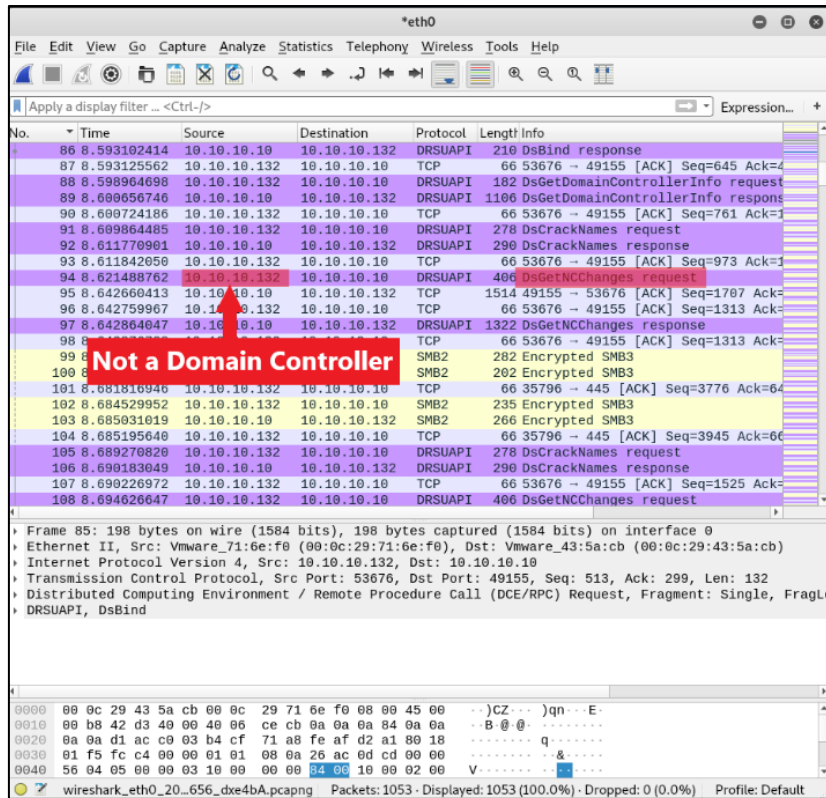 *eth0
File Edit View Go Capture Analyze Statistics Telephony Wireless Tools Help
Apply a display filter ... <Ctrl-/> Expression... +
No. Time Source Destination Protocol Length Info
86 8.593102414 10.10.10.10 10.10.10.132 DRSUAPI 210 DsBind response
87 8.593125562 10.10.10.132 10.10.10.10 TCP 66 53676 → 49155 [ACK] Seq=645 Ack=4
88 8.598964698 10.10.10.132 10.10.10.10 DRSUAPI 182 DsGetDomainControllerInfo request
89 8.600656746 10.10.10.10 10.10.10.132 DRSUAPI 1106 DsGetDomainControllerInfo respons
90 8.600724186 10.10.10.132 10.10.10.10 TCP 66 53676 → 49155 [ACK] Seq=761 Ack=1
91 8.609864485 10.10.10.132 10.10.10.10 DRSUAPI 278 DsCrackNames request
92 8.611770901 10.10.10.10 10.10.10.132 DRSUAPI 290 DsCrackNames response
93 8.611842050 10.10.10.132 10.10.10.10 TCP 66 53676 → 49155 [ACK] Seq=973 Ack=1
94 8.621488762 10.10.10.132 10.10.10.10 DRSUAPI 406 DsGetNCChanges request
95 8.642660413 10.10.10.10 10.10.10.132 TCP 1514 49155 → 53676 [ACK] Seq=1707 Ack=
96 8.642759967 10.10.10.132 10.10.10.10 TCP 66 53676 → 49155 [ACK] Seq=1313 Ack=
97 8.642864047 10.10.10.10 10.10.10.132 DRSUAPI 1322 DsGetNCChanges response
98 TCP 66 53676 → 49155 [ACK] Seq=1313 Ack=
Not a Domain Controller
99 8 SMB2 282 Encrypted SMB3
100 8 SMB2 202 Encrypted SMB3
101 8.681816946 10.10.10.132 10.10.10.10 TCP 66 35796 → 445 [ACK] Seq=3776 Ack=64
102 8.684529952 10.10.10.132 10.10.10.10 SMB2 235 Encrypted SMB3
103 8.685031019 10.10.10.10 10.10.10.132 SMB2 266 Encrypted SMB3
104 8.685195640 10.10.10.132 10.10.10.10 TCP 66 35796 → 445 [ACK] Seq=3945 Ack=66
105 8.689270820 10.10.10.132 10.10.10.10 DRSUAPI 278 DsCrackNames request
106 8.690183049 10.10.10.10 10.10.10.132 DRSUAPI 290 DsCrackNames response
107 8.690226972 10.10.10.132 10.10.10.10 TCP 66 53676 → 49155 [ACK] Seq=1525 Ack=
108 8.694626647 10.10.10.132 10.10.10.10 DRSUAPI 406 DsGetNCChanges request
Frame 85: 198 bytes on wire (1584 bits), 198 bytes captured (1584 bits) on interface 0
Ethernet II, Src: Vmware_71:6e:f0 (00:0c:29:71:6e:f0), Dst: Vmware_43:5a:cb (00:0c:29:43:5a:cb)
Internet Protocol Version 4, Src: 10.10.10.132, Dst: 10.10.10.10
Transmission Control Protocol, Src Port: 53676, Dst Port: 49155, Seq: 513, Ack: 299, Len: 132
Distributed Computing Environment / Remote Procedure Call (DCE/RPC) Request, Fragment: Single, FragL
DRSUAPI, DsBind
0000 00 0c 29 43 5a cb 00 0c 29 71 6e f0 08 00 45 00 ··)CZ··· )qn···E·
0010 00 b8 42 d3 40 00 40 06 ce cb 0a 0a 0a 84 0a 0a ··B·@·@· ········
0020 0a 0a d1 ac c0 03 b4 cf 71 a8 fe af d2 a1 80 18 ········ q·······
0030 01 f5 fc c4 00 00 01 01 08 0a 26 ac 0d cd 00 00 ········ ··&·····
0040 56 04 05 00 00 03 10 00 00 00 84 00 10 00 02 00 V······· ········
wireshark_eth0_20…656_dxe4bA.pcapng Packets: 1053 · Displayed: 1053 (100.0%) · Dropped: 0 (0.0%) Profile: Default